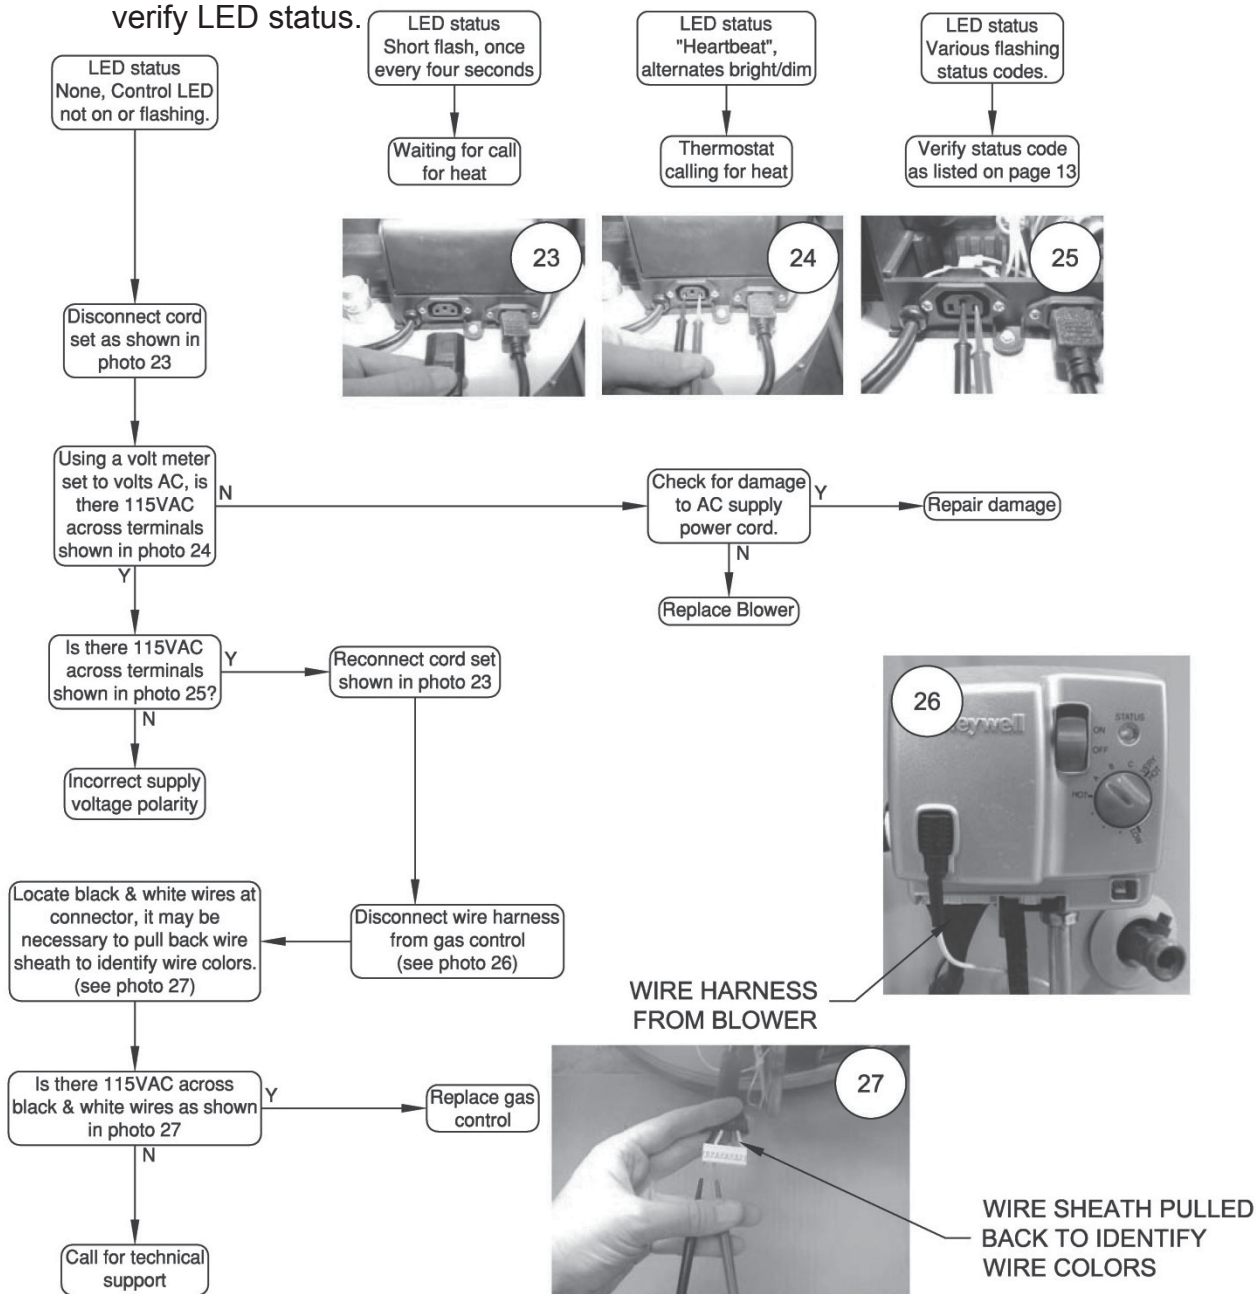 verify LED status.
LED status
None, Control LED
not on or flashing.
LED status
Short flash, once
every four seconds
LED status
"Heartbeat",
alternates bright/dim
LED status
Various flashing
status codes.
Waiting for call
for heat
Thermostat
calling for heat
Verify status code
as listed on page 13
23
24
25
Disconnect cord
set as shown in
photo 23
Using a volt meter
set to volts AC, is
there 115VAC
across terminals
shown in photo 24
N
Y
Check for damage
to AC supply
power cord.
Y
N
Repair damage
Replace Blower
Is there 115VAC
across terminals
shown in photo 25?
Y
N
Reconnect cord set
shown in photo 23
Incorrect supply
voltage polarity
26
eywell
STATUS
ON
OFF
A B C VERY
HOT
HOT
LOW
Locate black & white wires at
connector, it may be
necessary to pull back wire
sheath to identify wire colors.
(see photo 27)
Disconnect wire harness
from gas control
(see photo 26)
WIRE HARNESS
FROM BLOWER
Is there 115VAC across
black & white wires as shown
in photo 27
Y
N
Replace gas
control
27
Call for technical
support
WIRE SHEATH PULLED
BACK TO IDENTIFY
WIRE COLORS